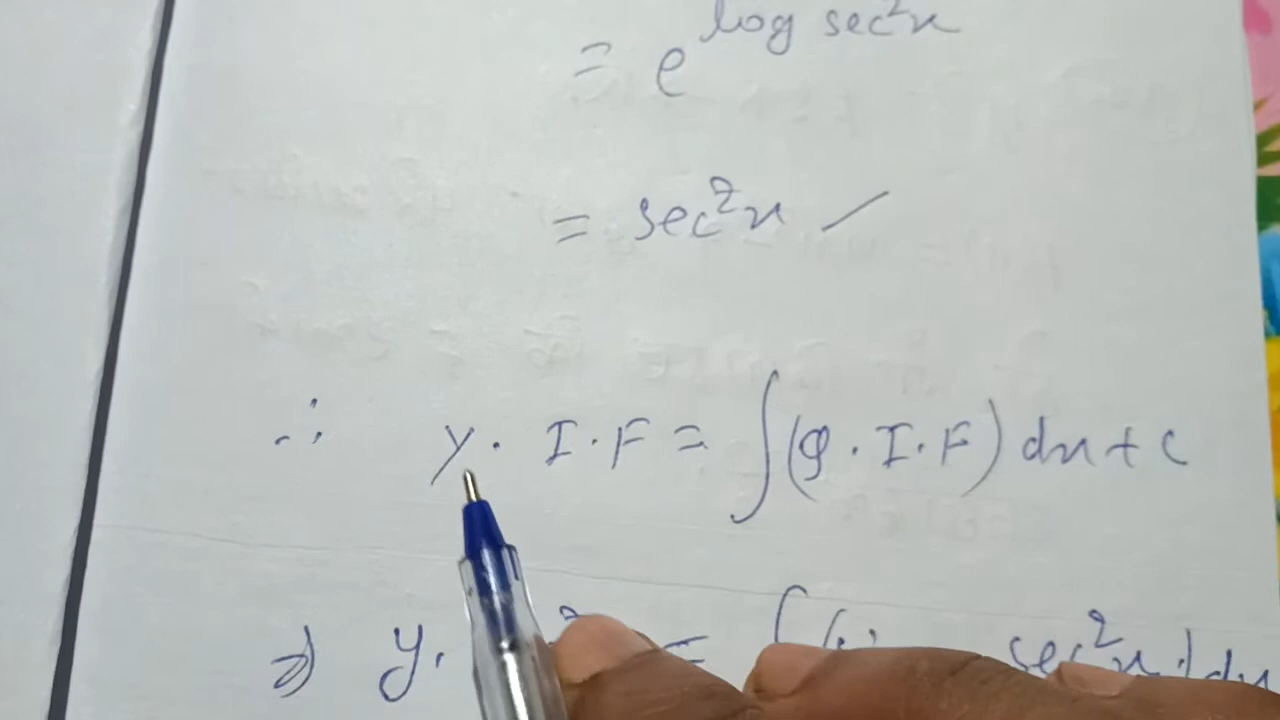 = e^{log sec²x}
= sec²x
∴ y. I.F = ∫(Q. I.F) dx + c
⇒ y. = ∫( sec²x) dx